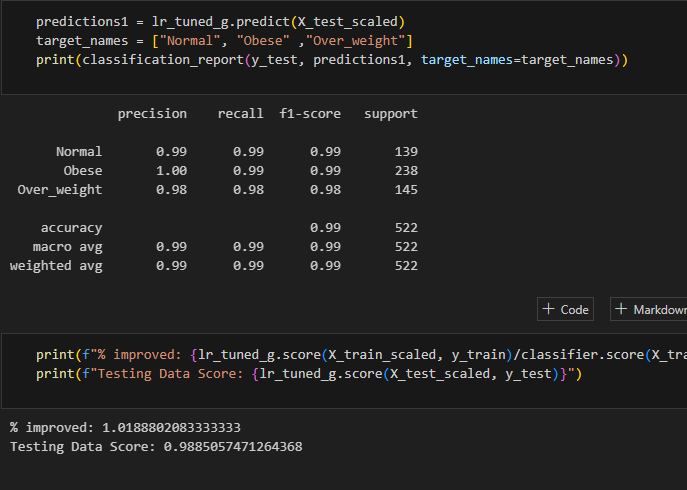 predictions1 = lr_tuned_g.predict(X_test_scaled)
target_names = ["Normal", "Obese" ,"Over_weight"]
print(classification_report(y_test, predictions1, target_names=target_names))
precision recall f1-score support
Normal 0.99 0.99 0.99 139
Obese 1.00 0.99 0.99 238
Over_weight 0.98 0.98 0.98 145
accuracy 0.99 522
macro avg 0.99 0.99 0.99 522
weighted avg 0.99 0.99 0.99 522
+ Code + Markdown
print(f"% improved: {lr_tuned_g.score(X_train_scaled, y_train)/classifier.score(X_tra
print(f"Testing Data Score: {lr_tuned_g.score(X_test_scaled, y_test)}")
% improved: 1.0188802083333333
Testing Data Score: 0.9885057471264368